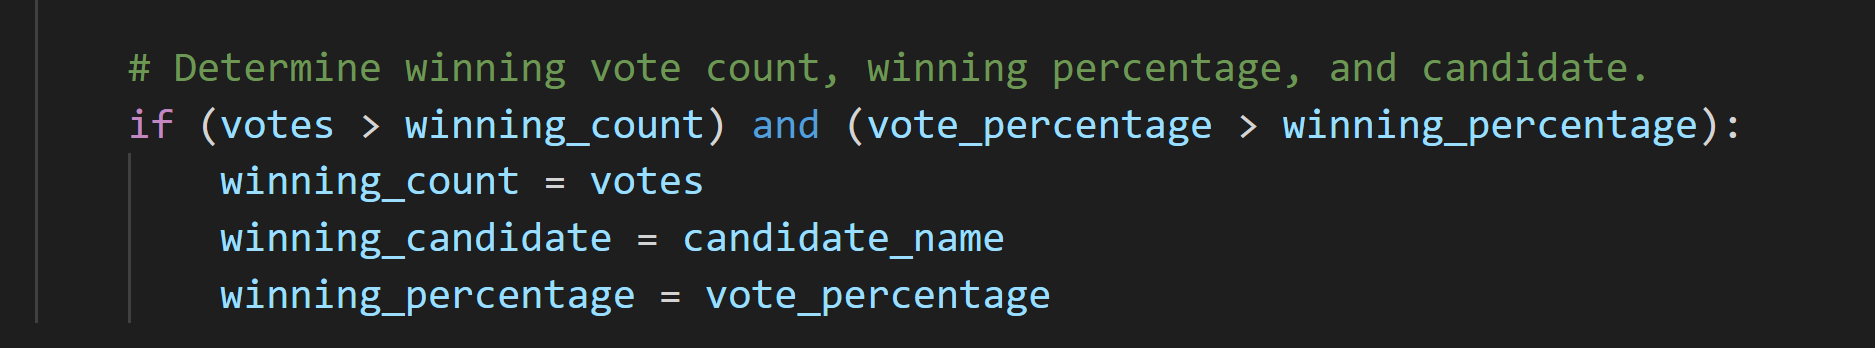 # Determine winning vote count, winning percentage, and candidate.
if (votes > winning_count) and (vote_percentage > winning_percentage):
winning_count = votes
winning_candidate = candidate_name
winning_percentage = vote_percentage